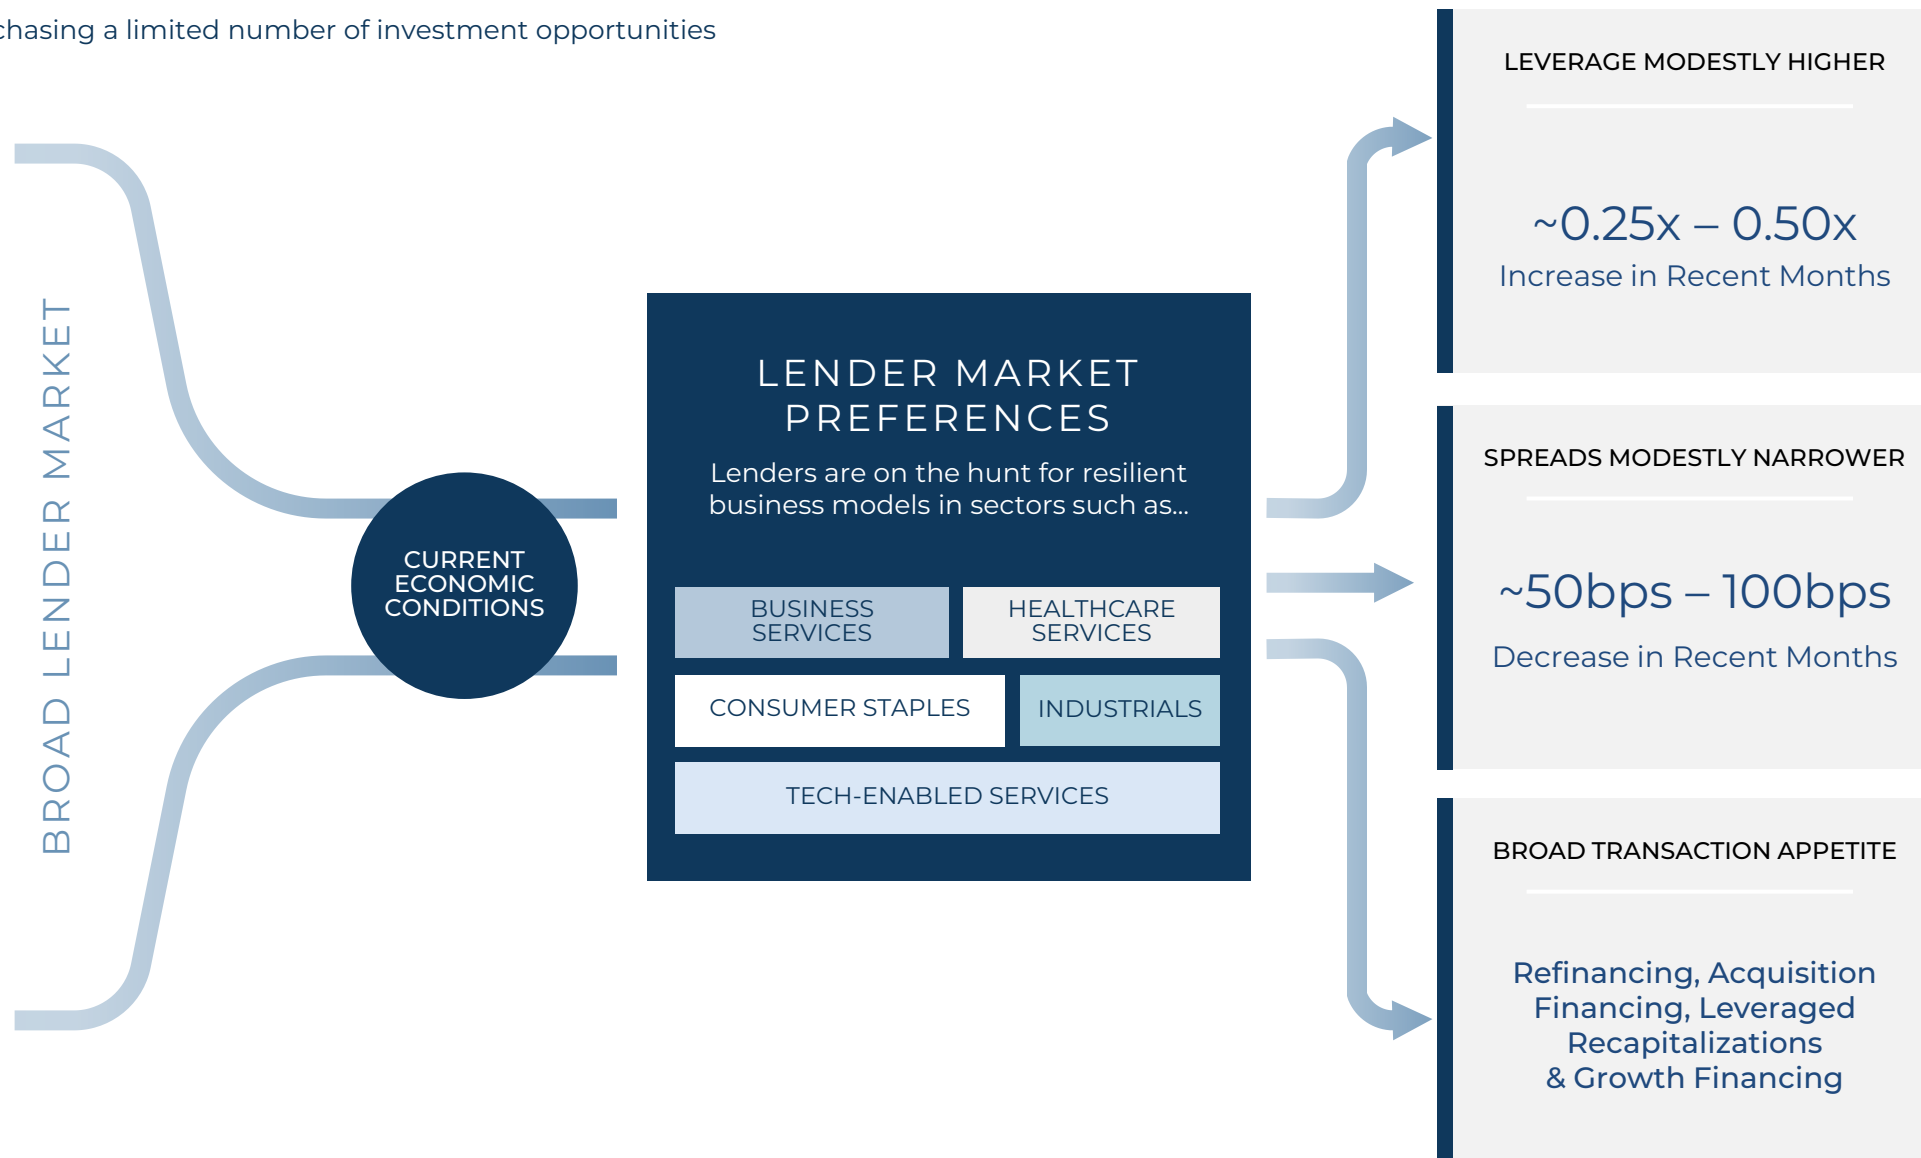 chasing a limited number of investment opportunities
BROAD LENDER MARKET
CURRENT
ECONOMIC
CONDITIONS
LENDER MARKET
PREFERENCES
Lenders are on the hunt for resilient
business models in sectors such as...
BUSINESS
SERVICES
HEALTHCARE
SERVICES
CONSUMER STAPLES
INDUSTRIALS
TECH-ENABLED SERVICES
LEVERAGE MODESTLY HIGHER
~0.25x – 0.50x
Increase in Recent Months
SPREADS MODESTLY NARROWER
~50bps – 100bps
Decrease in Recent Months
BROAD TRANSACTION APPETITE
Refinancing, Acquisition
Financing, Leveraged
Recapitalizations
& Growth Financing